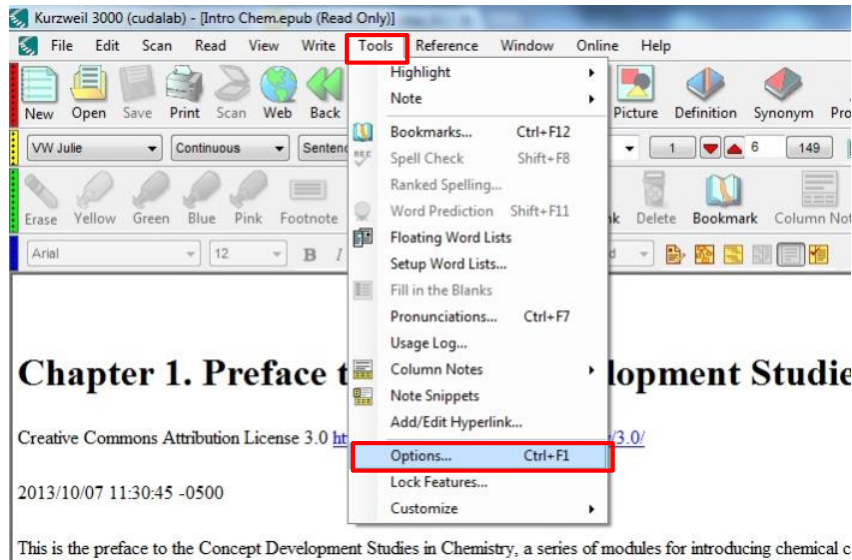 Kurzweil 3000 (cudalab) - [Intro Chem.epub (Read Only)]
File Edit Scan Read View Write Tools Reference Window Online Help
New Open Save Print Scan Web Back Picture Definition Synonym
VW Julie Continuous 1 6 149
Erase Yellow Green Blue Pink Footnote Delete Bookmark Column
Arial 12 B I
Highlight
Note
Bookmarks... Ctrl+F12
Spell Check Shift+F8
Ranked Spelling...
Word Prediction Shift+F11
Floating Word Lists
Setup Word Lists...
Fill in the Blanks
Pronunciations... Ctrl+F7
Usage Log...
Column Notes
Note Snippets
Add/Edit Hyperlink...
Options... Ctrl+F1
Lock Features...
Customize
Chapter 1. Preface t lopment Studie
Creative Commons Attribution License 3.0 ht /3.0/
2013/10/07 11:30:45 -0500
This is the preface to the Concept Development Studies in Chemistry, a series of modules for introducing chemical c